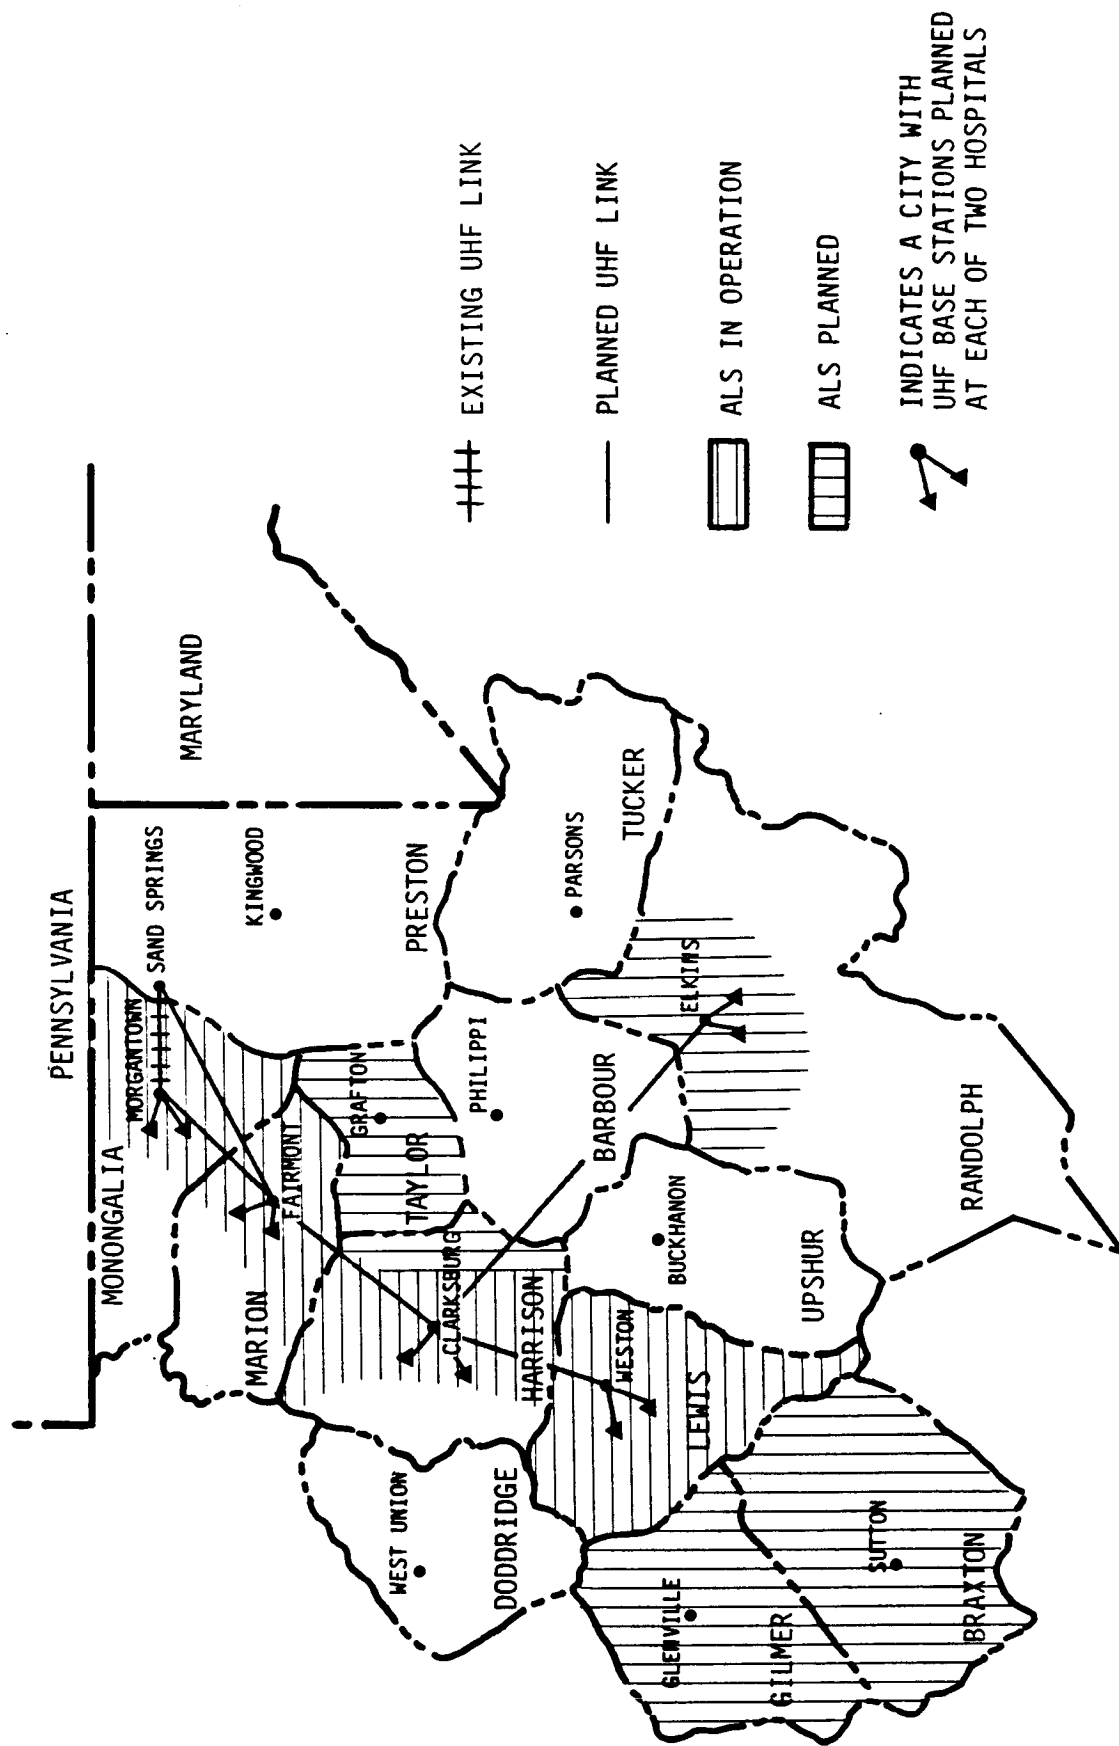 PENNSYLVANIA
MARYLAND
MONONGALIA
MORGANTOWN
SAND SPRINGS
KINGWOOD
PRESTON
MARION
FAIRMONT
GRAFTON
TAYLOR
PHILIPPI
BARBOUR
PARSONS
TUCKER
ELKINS
RANDOLPH
CLARKSBURG
HARRISON
WEST UNION
DODDRIDGE
WESTON
LEWIS
BUCKHANON
UPSHUR
GLENVILLE
GILMER
SUTTON
BRAXTON
EXISTING UHF LINK
PLANNED UHF LINK
ALS IN OPERATION
ALS PLANNED
INDICATES A CITY WITH
UHF BASE STATIONS PLANNED
AT EACH OF TWO HOSPITALS